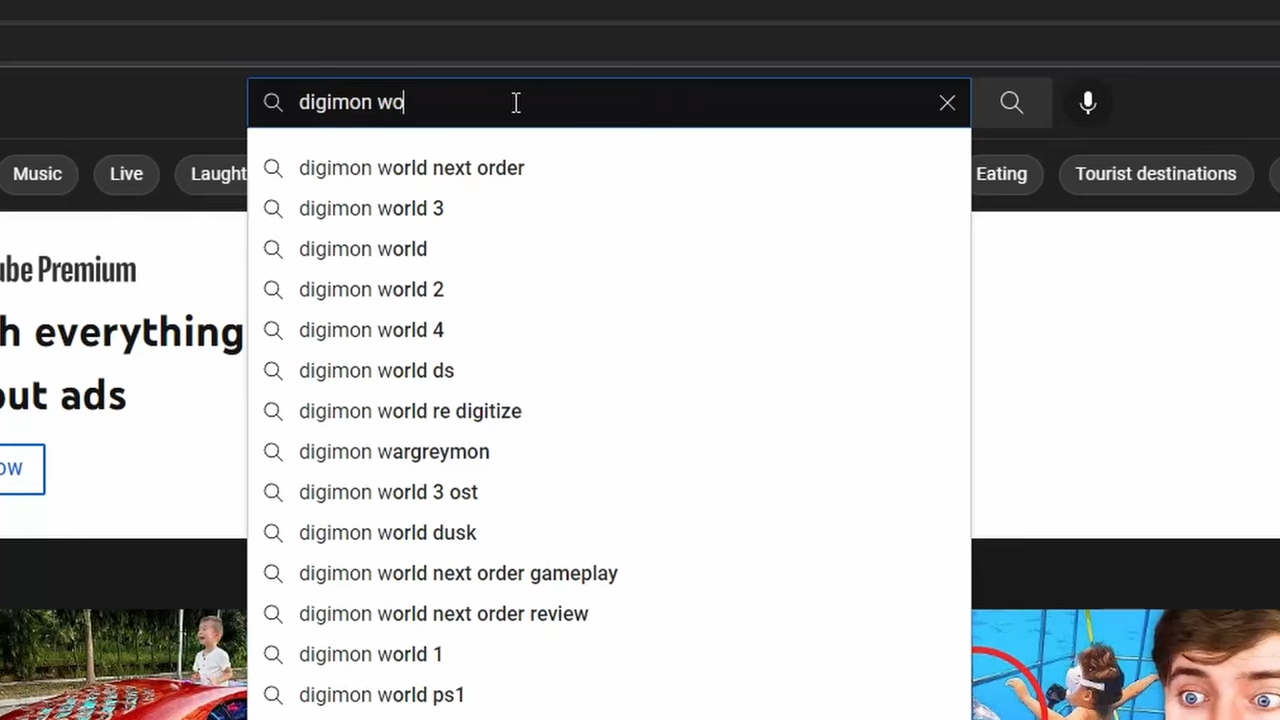 digimon wo
Music Live Laught Eating Tourist destinations
digimon world next order
digimon world 3
digimon world
digimon world 2
digimon world 4
digimon world ds
digimon world re digitize
digimon wargreymon
digimon world 3 ost
digimon world dusk
digimon world next order gameplay
digimon world next order review
digimon world 1
digimon world ps1
ube Premium
h everything
out ads
OW